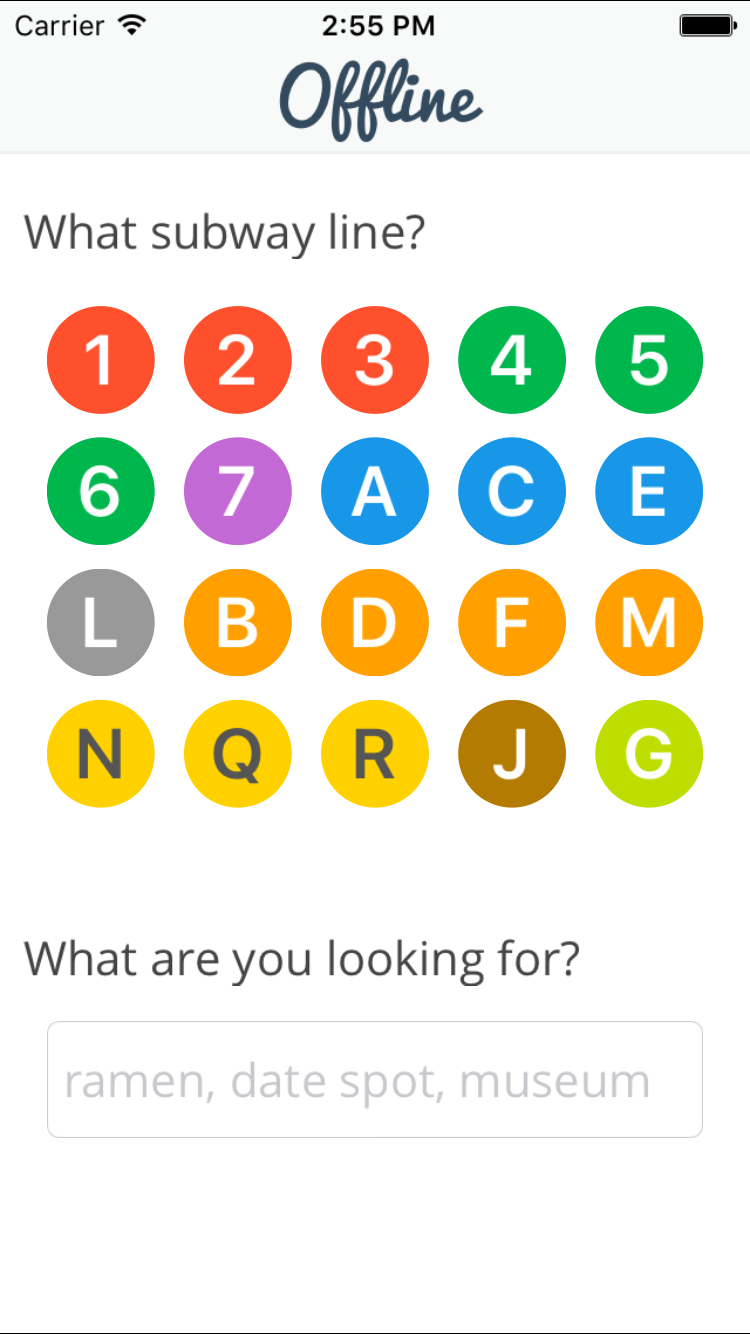 Carrier 2:55 PM
Offline
What subway line?
1 2 3 4 5
6 7 A C E
L B D F M
N Q R J G
What are you looking for?
ramen, date spot, museum